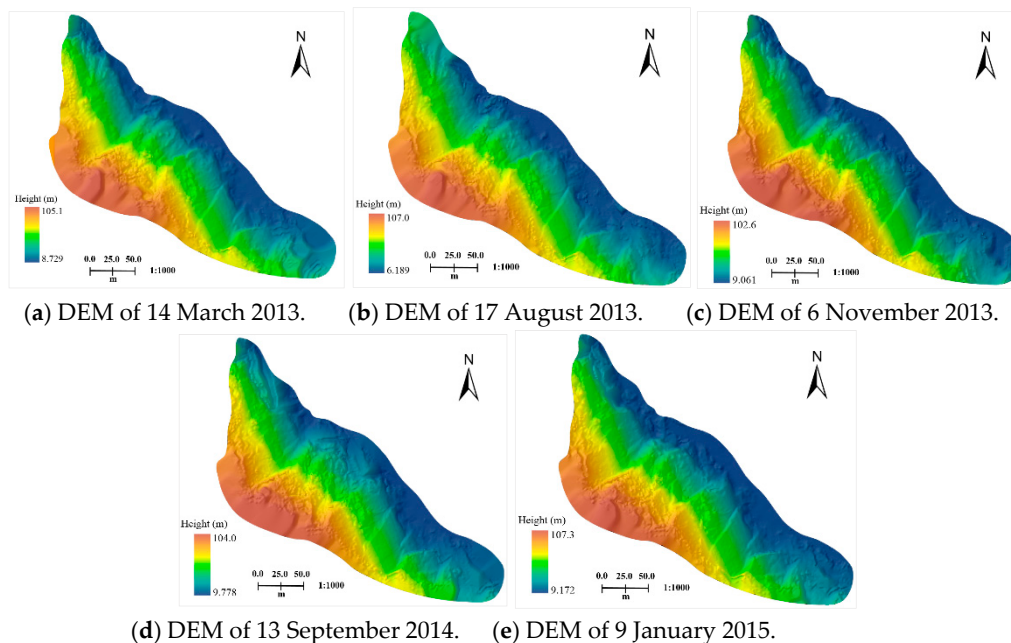 N
Height (m)
105.1
8.729
0.0 25.0 50.0
m
1:1000
N
Height (m)
107.0
6.189
0.0 25.0 50.0
m
1:1000
N
Height (m)
102.6
9.061
0.0 25.0 50.0
m
1:1000
(a) DEM of 14 March 2013.
(b) DEM of 17 August 2013.
(c) DEM of 6 November 2013.
N
Height (m)
104.0
9.778
0.0 25.0 50.0
m
1:1000
N
Height (m)
107.3
9.172
0.0 25.0 50.0
m
1:1000
(d) DEM of 13 September 2014.
(e) DEM of 9 January 2015.